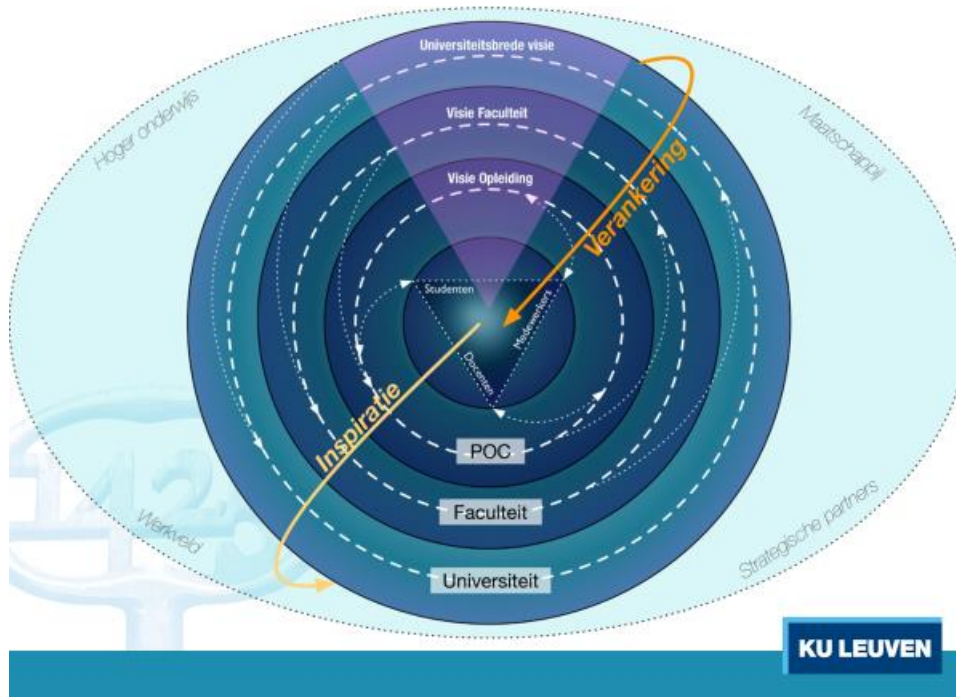 Universiteitsbrede visie
Hoger onderwijs
Maatschappij
Visie Faculteit
Verankering
Visie Opleiding
Studenten
Medewerkers
Docenten
Inspiratie
POC
Faculteit
Werkveld
Strategische partners
Universiteit
KU LEUVEN